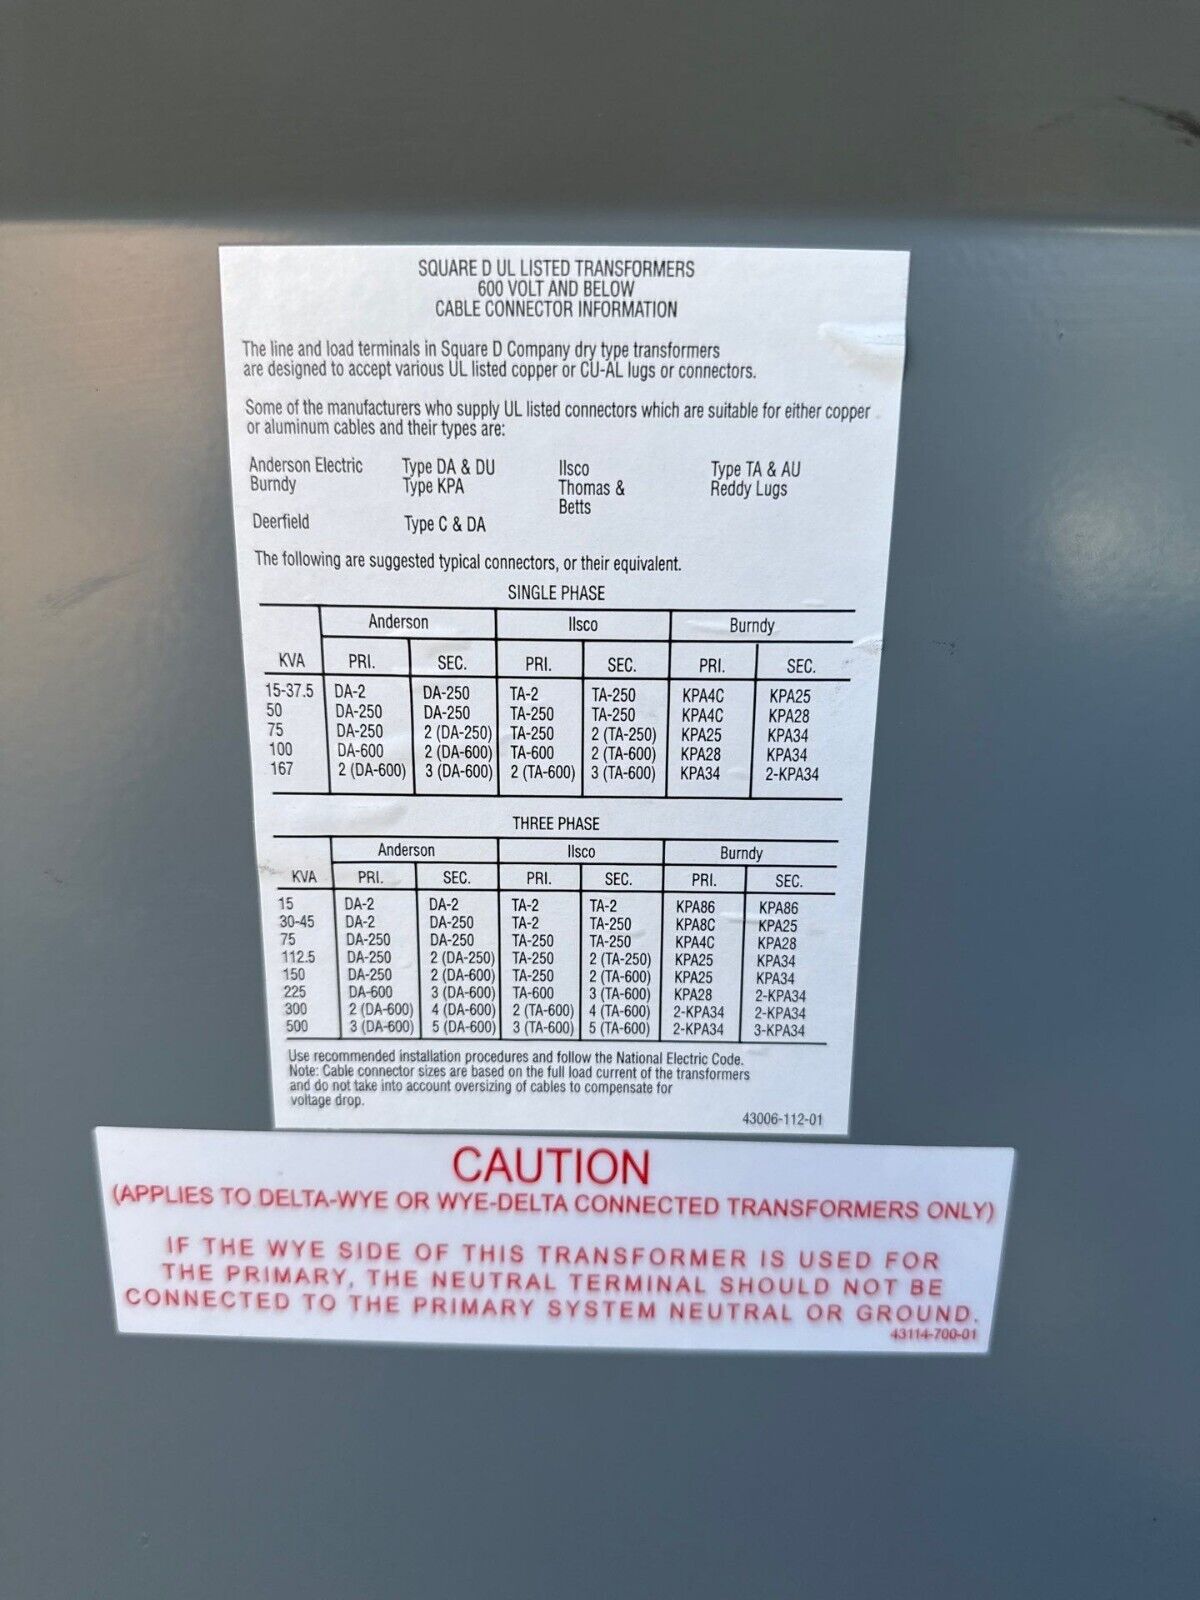 SQUARE D UL LISTED TRANSFORMERS
600 VOLT AND BELOW
CABLE CONNECTOR INFORMATION
The line and load terminals in Square D Company dry type transformers
are designed to accept various UL listed copper or CU-AL lugs or connectors.
Some of the manufacturers who supply UL listed connectors which are suitable for either copper
or aluminum cables and their types are:
Anderson Electric Type DA & DU Ilsco Type TA & AU
Burndy Type KPA Thomas & Reddy Lugs
Betts
Deerfield Type C & DA
The following are suggested typical connectors, or their equivalent.
SINGLE PHASE
Anderson Ilsco Burndy
KVA PRI. SEC. PRI. SEC. PRI. SEC.
15-37.5 DA-2 DA-250 TA-2 TA-250 KPA4C KPA25
50 DA-250 DA-250 TA-250 TA-250 KPA4C KPA28
75 DA-250 2 (DA-250) TA-250 2 (TA-250) KPA25 KPA34
100 DA-600 2 (DA-600) TA-600 2 (TA-600) KPA28 KPA34
167 2 (DA-600) 3 (DA-600) 2 (TA-600) 3 (TA-600) KPA34 2-KPA34
THREE PHASE
Anderson Ilsco Burndy
KVA PRI. SEC. PRI. SEC. PRI. SEC.
15 DA-2 DA-2 TA-2 TA-2 KPA86 KPA86
30-45 DA-2 DA-250 TA-2 TA-250 KPA8C KPA25
75 DA-250 DA-250 TA-250 TA-250 KPA4C KPA28
112.5 DA-250 2 (DA-250) TA-250 2 (TA-250) KPA25 KPA34
150 DA-250 2 (DA-600) TA-250 2 (TA-600) KPA25 KPA34
225 DA-600 3 (DA-600) TA-600 3 (TA-600) KPA28 2-KPA34
300 2 (DA-600) 4 (DA-600) 2 (TA-600) 4 (TA-600) 2-KPA34 2-KPA34
500 3 (DA-600) 5 (DA-600) 3 (TA-600) 5 (TA-600) 2-KPA34 3-KPA34
Use recommended installation procedures and follow the National Electric Code.
Note: Cable connector sizes are based on the full load current of the transformers
and do not take into account oversizing of cables to compensate for
voltage drop.
43006-112-01
CAUTION
(APPLIES TO DELTA-WYE OR WYE-DELTA CONNECTED TRANSFORMERS ONLY)
IF THE WYE SIDE OF THIS TRANSFORMER IS USED FOR
THE PRIMARY, THE NEUTRAL TERMINAL SHOULD NOT BE
CONNECTED TO THE PRIMARY SYSTEM NEUTRAL OR GROUND.
43114-700-01